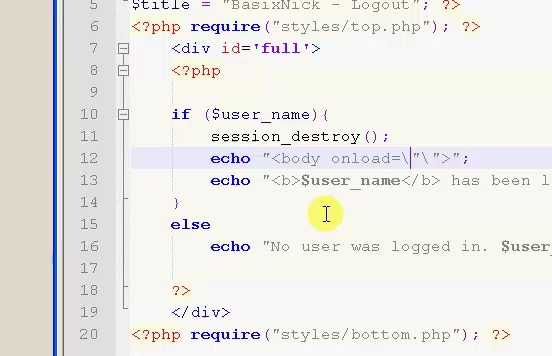 5 $title = "BasixNick - Logout"; ?>
6 <?php require("styles/top.php"); ?>
7 <div id='full'>
8 <?php
9
10 if ($user_name){
11 session_destroy();
12 echo "<body onload=\"\">";
13 echo "<b>$user_name</b> has been l
14 }
15 else
16 echo "No user was logged in. $user_
17
18 ?>
19 </div>
20 <?php require("styles/bottom.php"); ?>